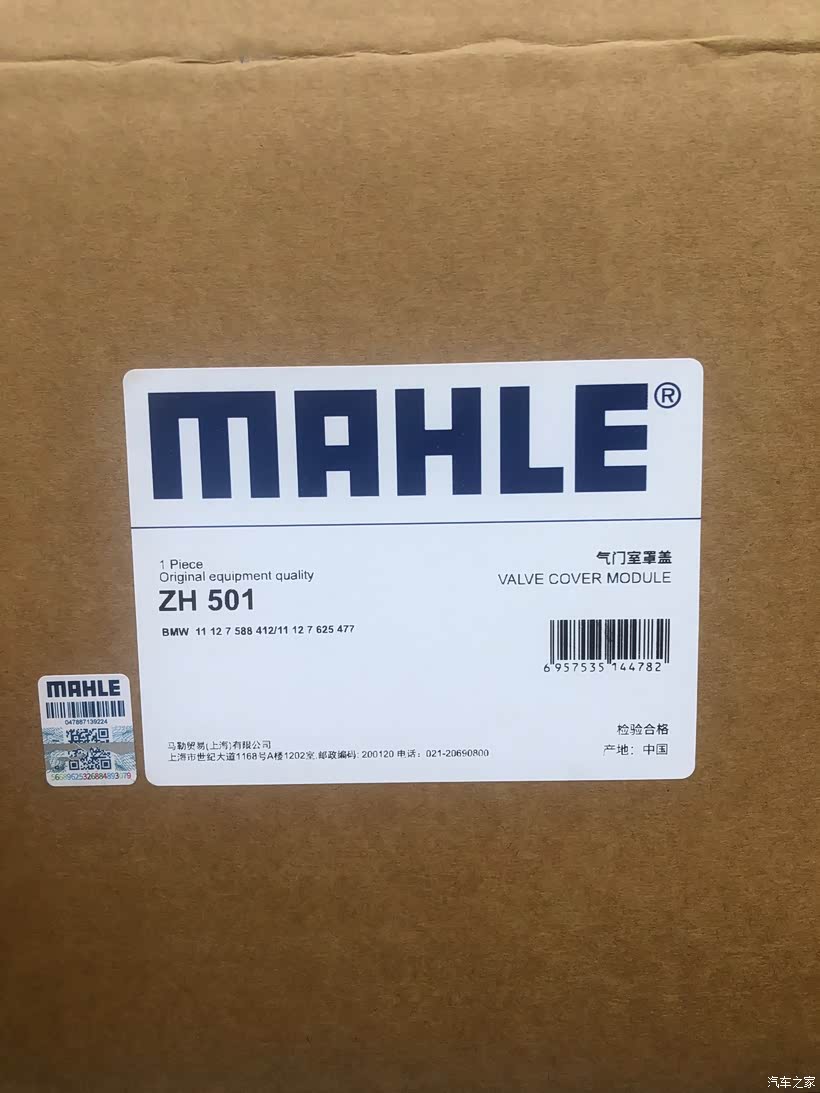 MAHLE®
1 Piece
Original equipment quality
ZH 501
BMW 11 12 7 588 412/11 12 7 625 477
气门室罩盖
VALVE COVER MODULE
6 957535 144782
马勒贸易(上海)有限公司
上海市世纪大道1168号A楼1202室,邮政编码: 200120 电话: 021-20690800
检验合格
产地: 中国
MAHLE
047887139224
汽车之家